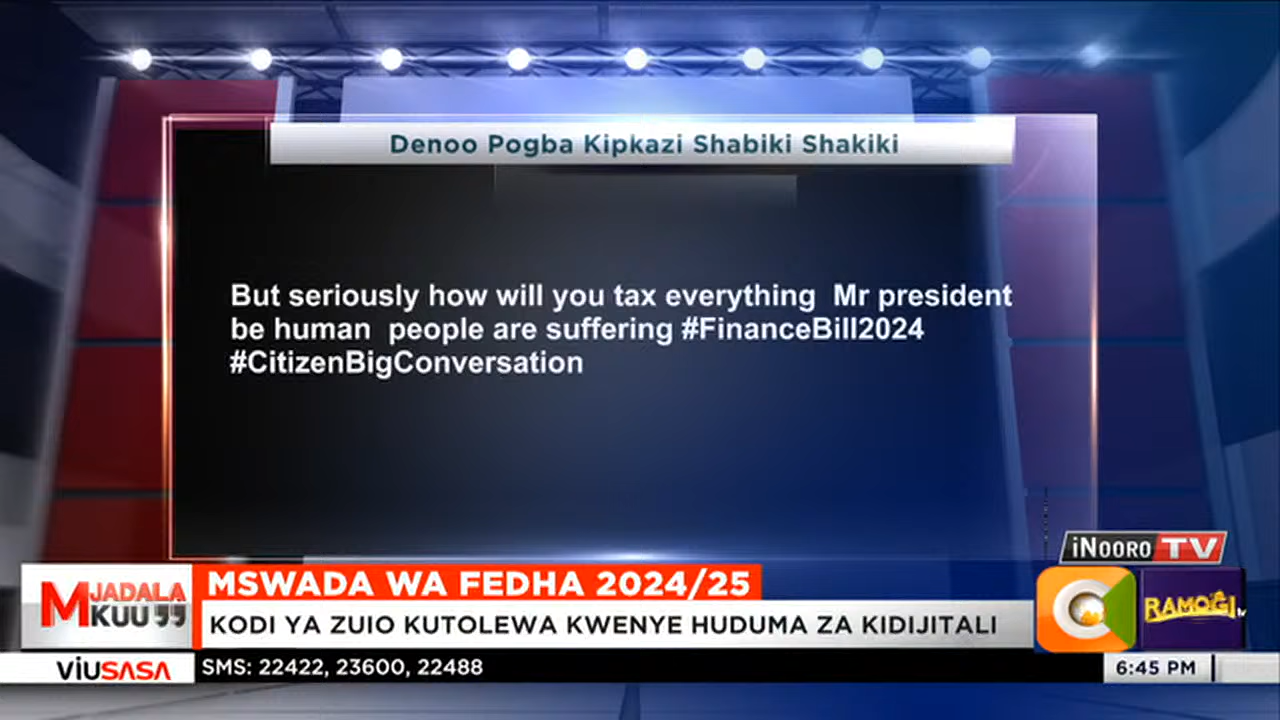 Denoo Pogba Kipkazi Shabiki Shakiki
But seriously how will you tax everything  Mr president
be human  people are suffering #FinanceBill2024
#CitizenBigConversation
iNOORO TV
MJADALA
MKUU
MSWADA WA FEDHA 2024/25
KODI YA ZUIO KUTOLEWA KWENYE HUDUMA ZA KIDIJITALI
RAMOGI tv
VIUSASA
SMS: 22422, 23600, 22488
6:45 PM